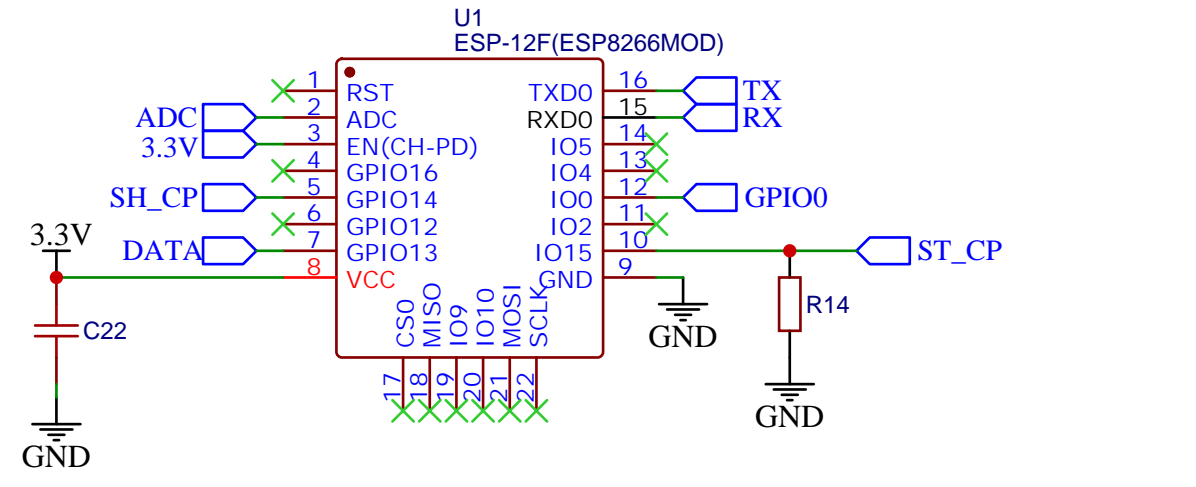 U1
ESP-12F(ESP8266MOD)
1 RST
ADC 2 ADC
3.3V 3 EN(CH-PD)
4 GPIO16
SH_CP 5 GPIO14
6 GPIO12
DATA 7 GPIO13
3.3V 8 VCC
TXD0 16 TX
RXD0 15 RX
IO5 14
IO4 13
IO0 12 GPIO0
IO2 11
IO15 10 ST_CP
GND 9
GND
CS0 17
MISO 18
IO9 19
IO10 20
MOSI 21
SCLK 22
C22
GND
R14
GND